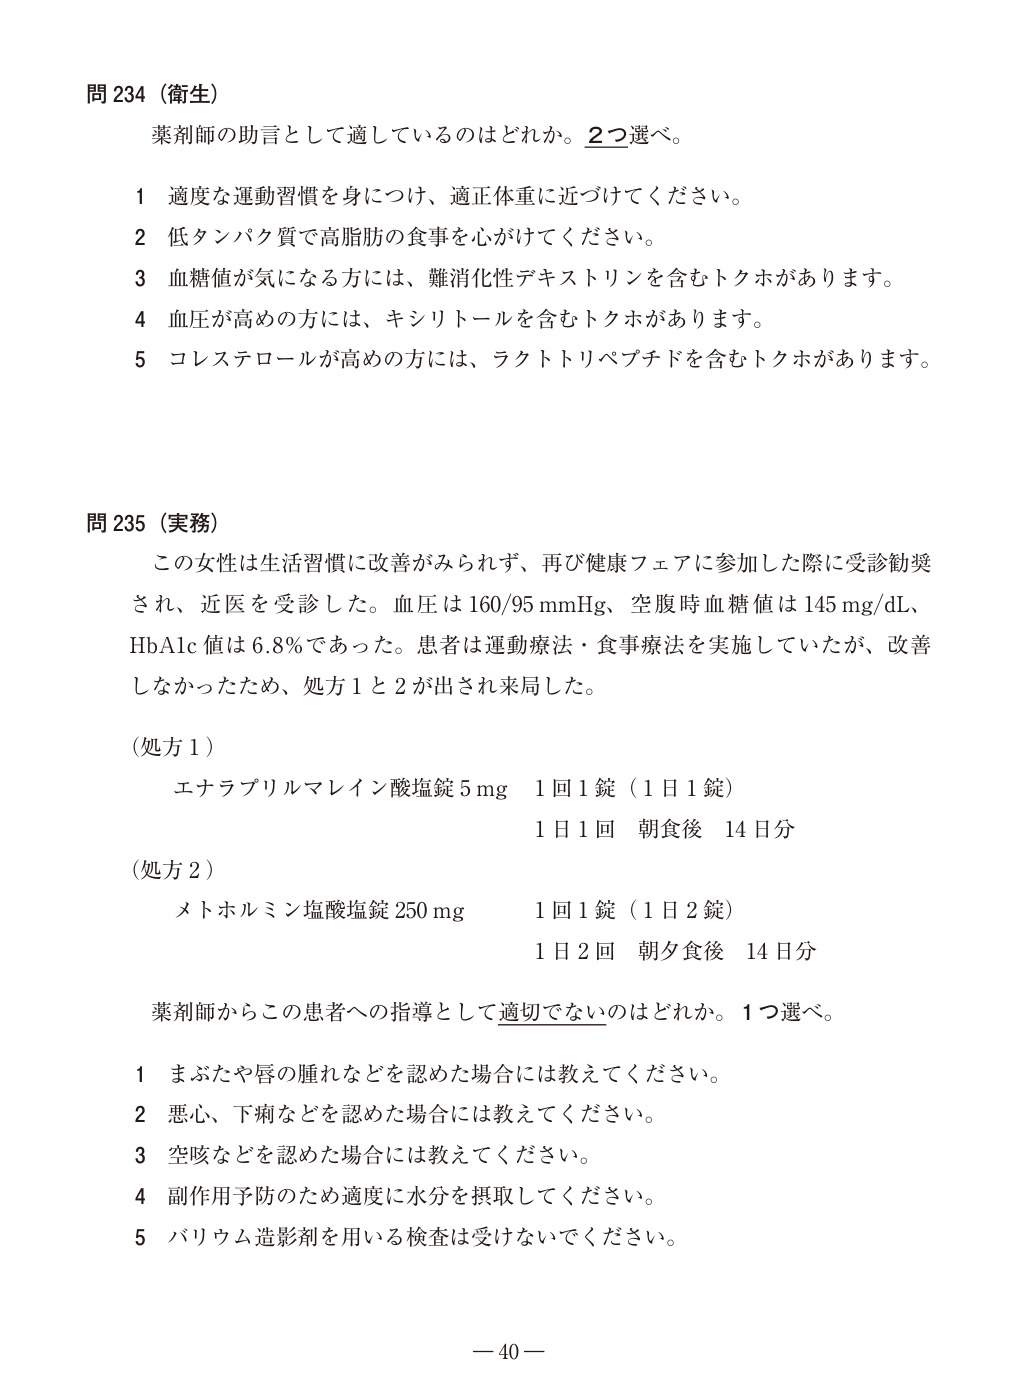 問 234（衛生）
薬剤師の助言として適しているのはどれか。２つ選べ。
1　適度な運動習慣を身につけ、適正体重に近づけてください。
2　低タンパク質で高脂肪の食事を心がけてください。
3　血糖値が気になる方には、難消化性デキストリンを含むトクホがあります。
4　血圧が高めの方には、キシリトールを含むトクホがあります。
5　コレステロールが高めの方には、ラクトトリペプチドを含むトクホがあります。
問 235（実務）
この女性は生活習慣に改善がみられず、再び健康フェアに参加した際に受診勧奨
され、近医を受診した。血圧は 160/95 mmHg、空腹時血糖値は 145 mg/dL、
HbA1c 値は 6.8％であった。患者は運動療法・食事療法を実施していたが、改善
しなかったため、処方１と２が出され来局した。
（処方１）
エナラプリルマレイン酸塩錠 5 mg　１回１錠（１日１錠）
１日１回　朝食後　14 日分
（処方２）
メトホルミン塩酸塩錠 250 mg　１回１錠（１日２錠）
１日２回　朝夕食後　14 日分
薬剤師からこの患者への指導として適切でないのはどれか。１つ選べ。
1　まぶたや唇の腫れなどを認めた場合には教えてください。
2　悪心、下痢などを認めた場合には教えてください。
3　空咳などを認めた場合には教えてください。
4　副作用予防のため適度に水分を摂取してください。
5　バリウム造影剤を用いる検査は受けないでください。
― 40 ―